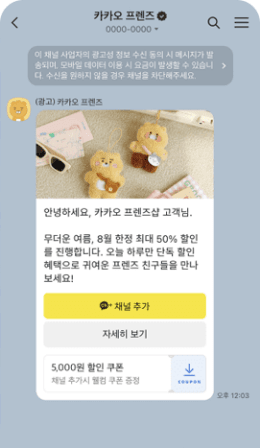 카카오 프렌즈
0000-0000
이 채널 사업자의 광고성 정보 수신 동의 시 메시지가 발
송되며, 모바일 데이터 이용 시 요금이 발생할 수 있습니
다. 수신을 원하지 않을 경우 채널을 차단해주세요.
(광고) 카카오 프렌즈
안녕하세요, 카카오 프렌즈샵 고객님.
무더운 여름, 8월 한정 최대 50% 할인
를 진행합니다. 오늘 하루만 단독 할인
혜택으로 귀여운 프렌즈 친구들을 만나
보세요!
채널 추가
자세히 보기
5,000원 할인 쿠폰
채널 추가시 웰컴 쿠폰 증정
COUPON
오후 12:03